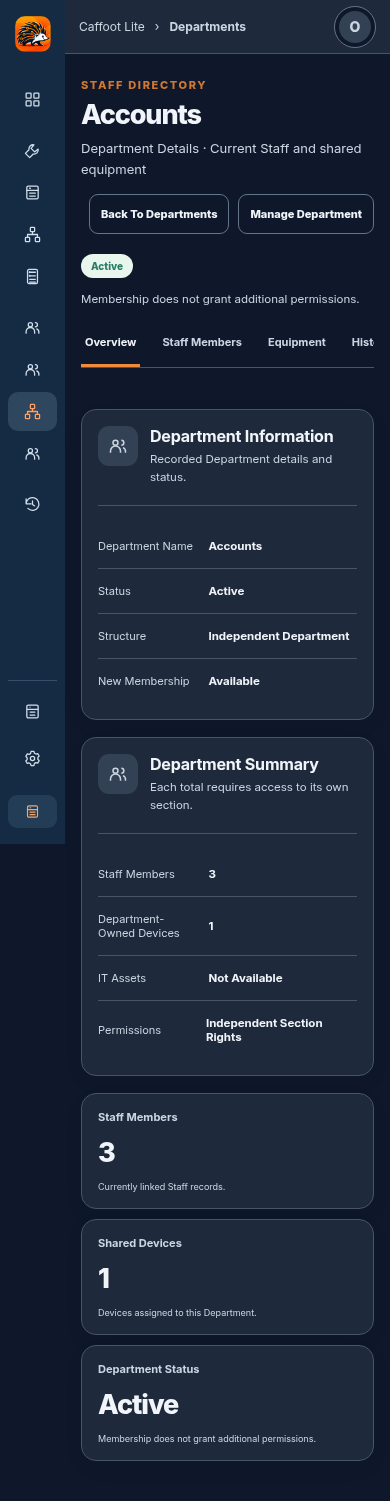 Caffoot Lite › Departments
O
STAFF DIRECTORY
Accounts
Department Details · Current Staff and shared
equipment
Back To Departments
Manage Department
Active
Membership does not grant additional permissions.
Overview Staff Members Equipment Hist
Department Information
Recorded Department details and
status.
Department Name Accounts
Status Active
Structure Independent Department
New Membership Available
Department Summary
Each total requires access to its own
section.
Staff Members 3
Department-
Owned Devices 1
IT Assets Not Available
Permissions Independent Section
Rights
Staff Members
3
Currently linked Staff records.
Shared Devices
1
Devices assigned to this Department.
Department Status
Active
Membership does not grant additional permissions.